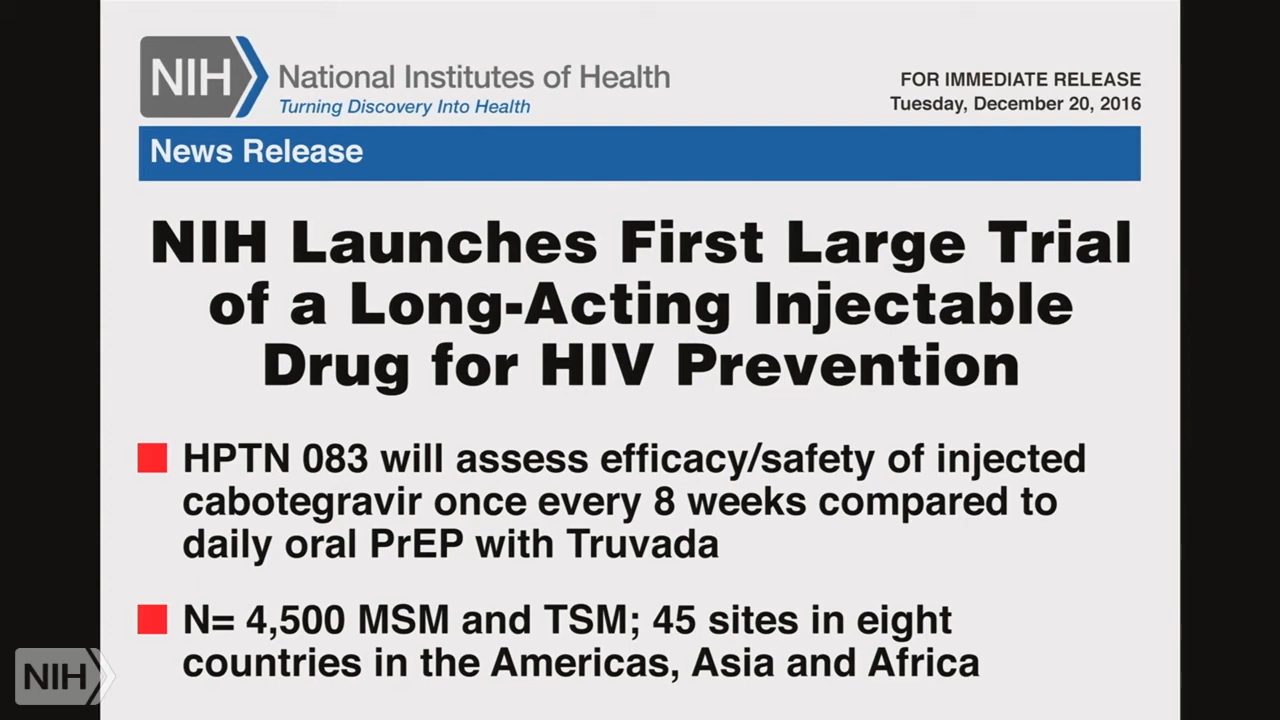 NIH National Institutes of Health
Turning Discovery Into Health
FOR IMMEDIATE RELEASE
Tuesday, December 20, 2016
News Release
NIH Launches First Large Trial
of a Long-Acting Injectable
Drug for HIV Prevention
HPTN 083 will assess efficacy/safety of injected
cabotegravir once every 8 weeks compared to
daily oral PrEP with Truvada
N= 4,500 MSM and TSM; 45 sites in eight
countries in the Americas, Asia and Africa
NIH